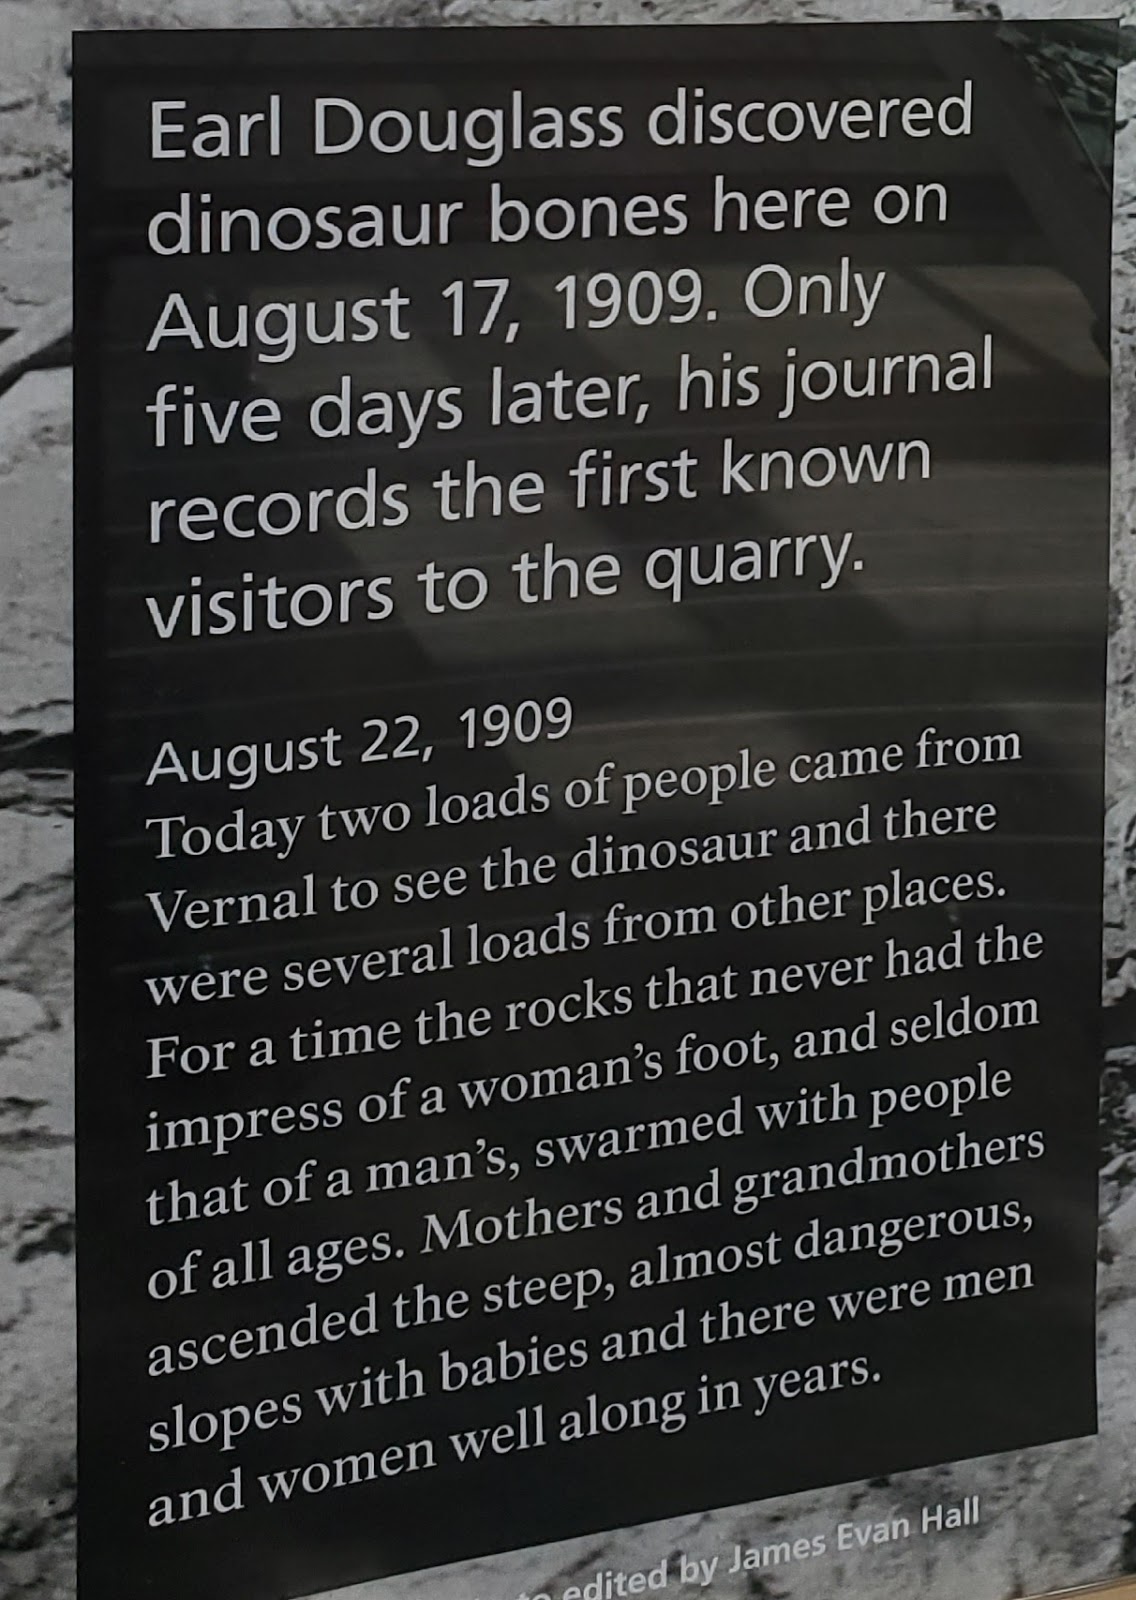 Earl Douglass discovered
dinosaur bones here on
August 17, 1909. Only
five days later, his journal
records the first known
visitors to the quarry.
August 22, 1909
Today two loads of people came from
Vernal to see the dinosaur and there
were several loads from other places.
For a time the rocks that never had the
impress of a woman’s foot, and seldom
that of a man’s, swarmed with people
of all ages. Mothers and grandmothers
ascended the steep, almost dangerous,
slopes with babies and there were men
and women well along in years.
edited by James Evan Hall